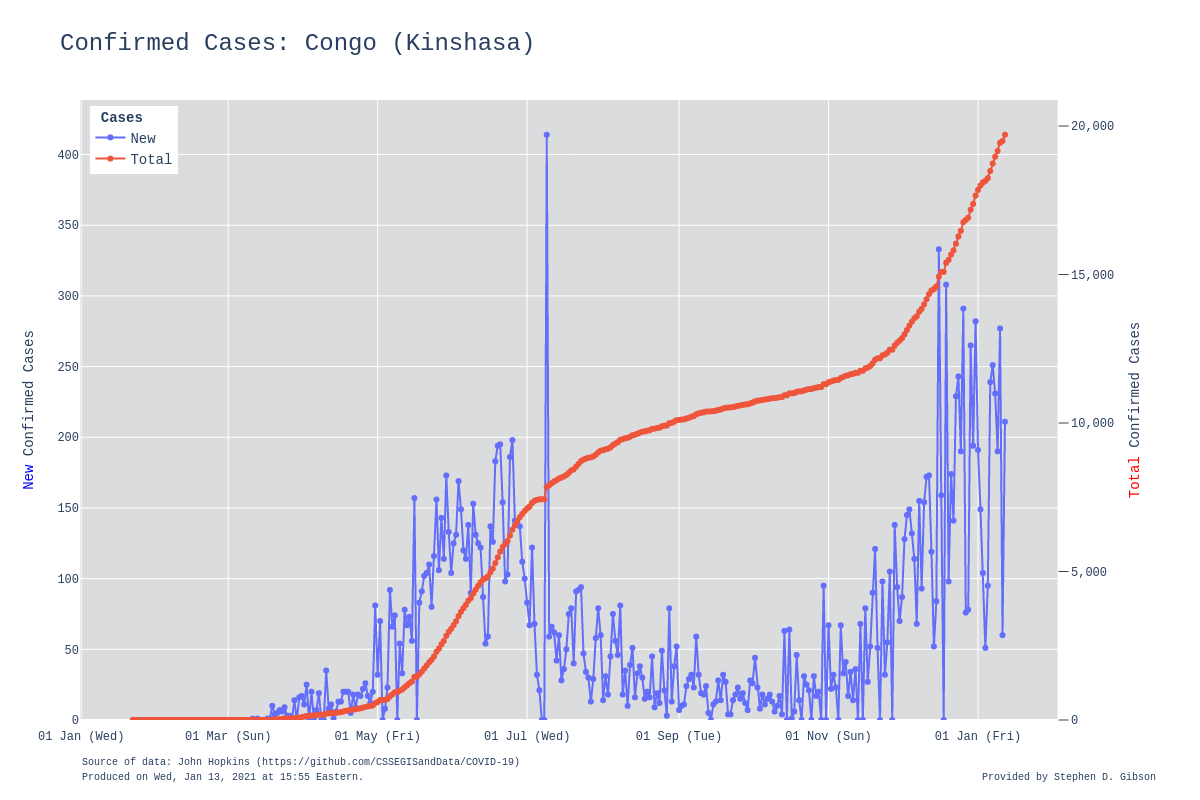 Confirmed Cases: Congo (Kinshasa)
Cases
New
Total
400
350
300
250
200
150
100
50
0
20,000
15,000
10,000
5,000
0
New Confirmed Cases
Total Confirmed Cases
01 Jan (Wed)
01 Mar (Sun)
01 May (Fri)
01 Jul (Wed)
01 Sep (Tue)
01 Nov (Sun)
01 Jan (Fri)
Source of data: John Hopkins (https://github.com/CSSEGISandData/COVID-19)
Produced on Wed, Jan 13, 2021 at 15:55 Eastern.
Provided by Stephen D. Gibson